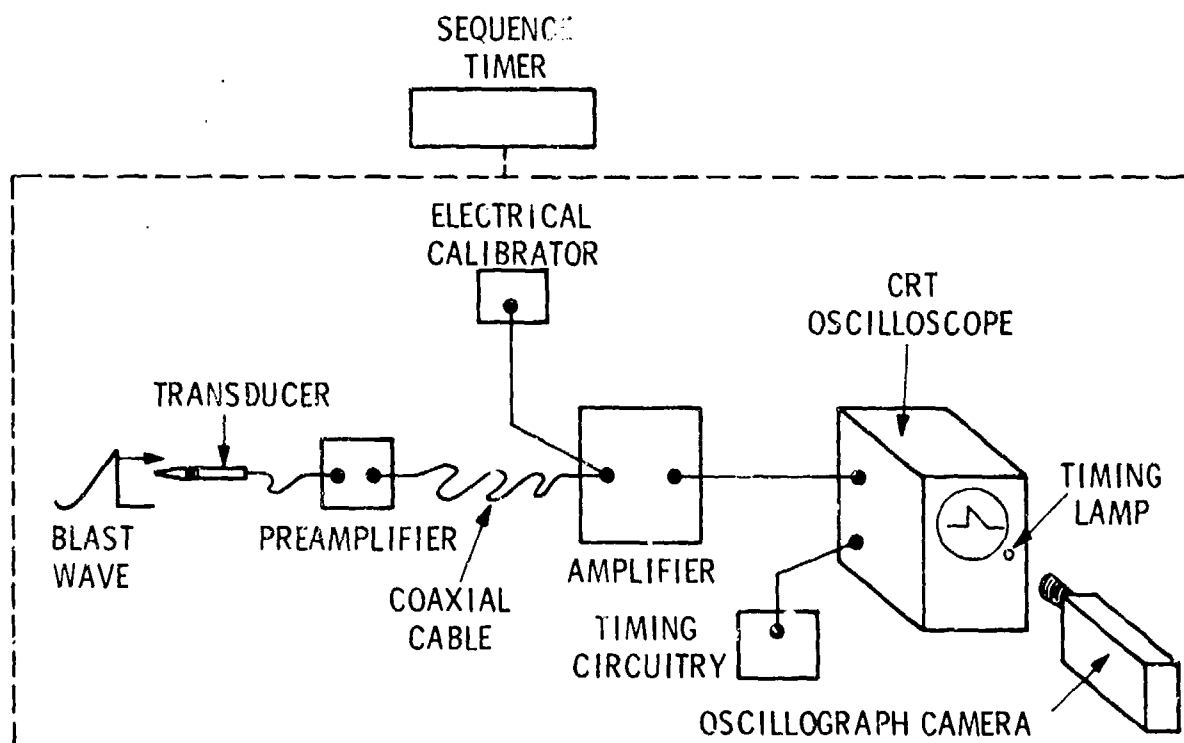 SEQUENCE
TIMER
ELECTRICAL
CALIBRATOR
CRT
OSCILLOSCOPE
TRANSDUCER
TIMING
LAMP
BLAST
WAVE
PREAMPLIFIER
COAXIAL
CABLE
AMPLIFIER
TIMING
CIRCUITRY
OSCILLOGRAPH CAMERA